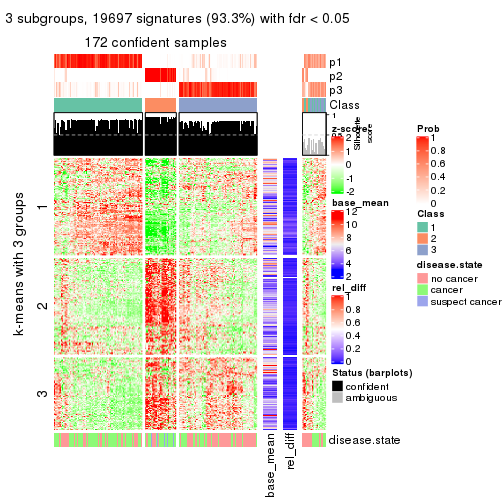 3 subgroups, 19697 signatures (93.3%) with fdr < 0.05
172 confident samples
p1
p2
p3
Class
1
0.5
0
Silhouette
score
k-means with 3 groups
1
2
3
base_mean
rel_diff
disease.state
z-score
2
1
0
-1
-2
base_mean
12
10
8
6
4
2
rel_diff
1
0.8
0.6
0.4
0.2
0
Status (barplots)
confident
ambiguous
Prob
1
0.8
0.6
0.4
0.2
0
Class
1
2
3
disease.state
no cancer
cancer
suspect cancer